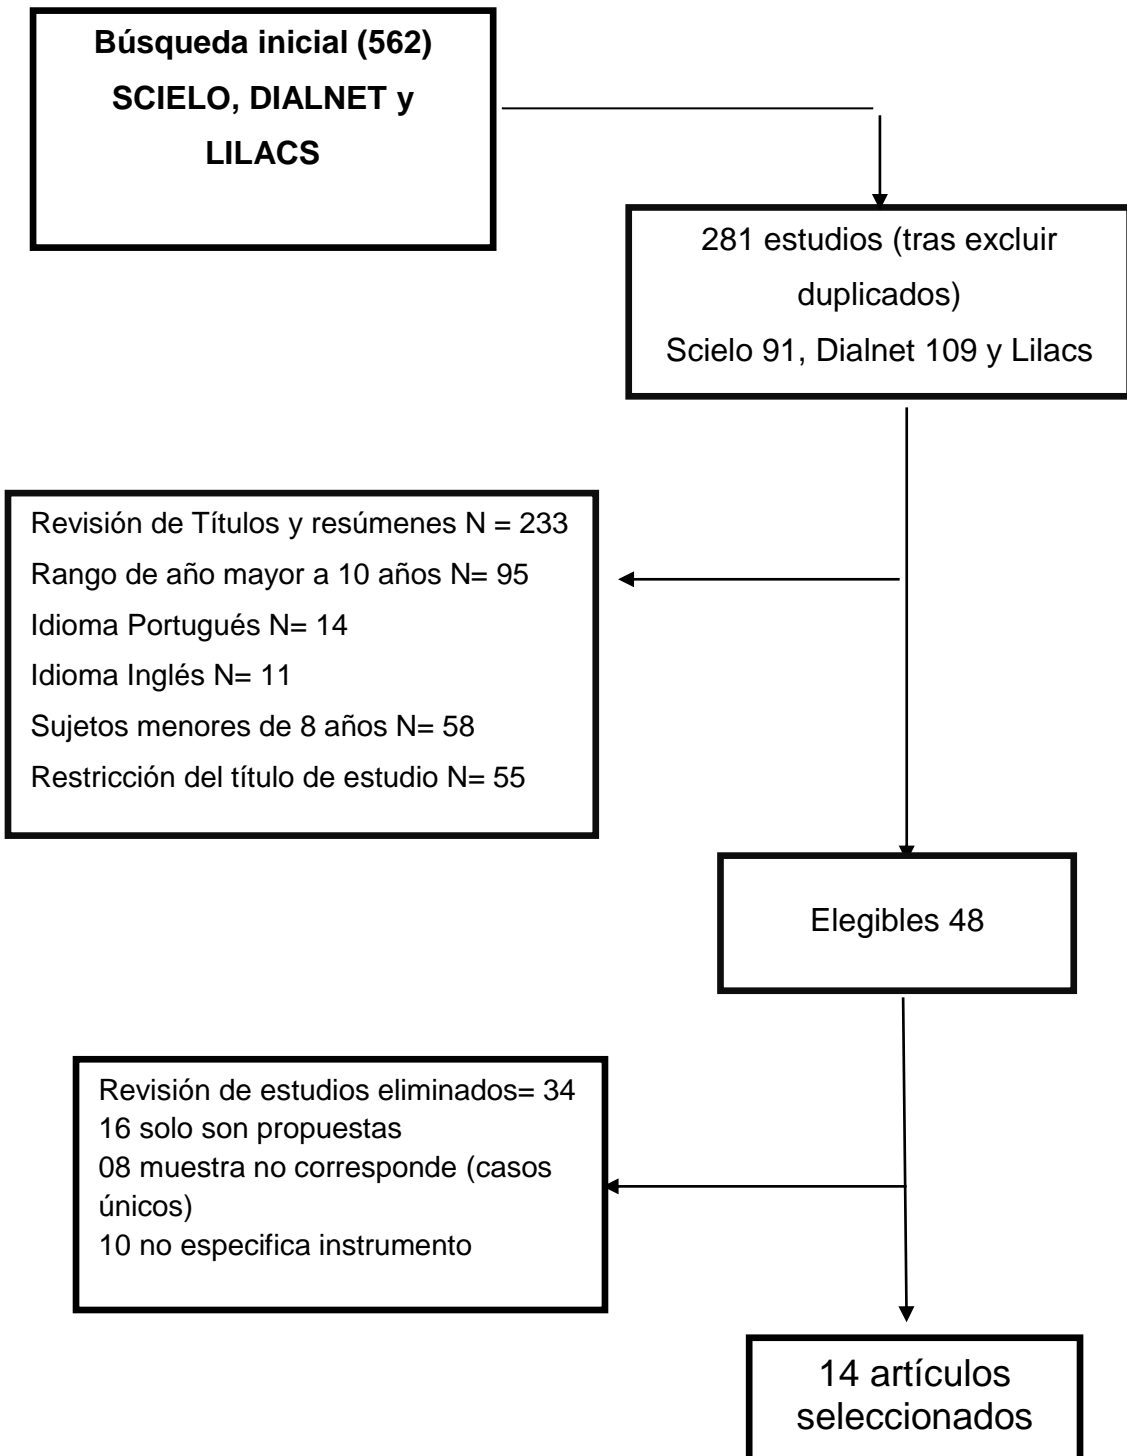 Búsqueda inicial (562)
SCIELO, DIALNET y
LILACS
281 estudios (tras excluir
duplicados)
Scielo 91, Dialnet 109 y Lilacs
Revisión de Títulos y resúmenes N = 233
Rango de año mayor a 10 años N= 95
Idioma Portugués N= 14
Idioma Inglés N= 11
Sujetos menores de 8 años N= 58
Restricción del título de estudio N= 55
Elegibles 48
Revisión de estudios eliminados= 34
16 solo son propuestas
08 muestra no corresponde (casos
únicos)
10 no especifica instrumento
14 artículos
seleccionados